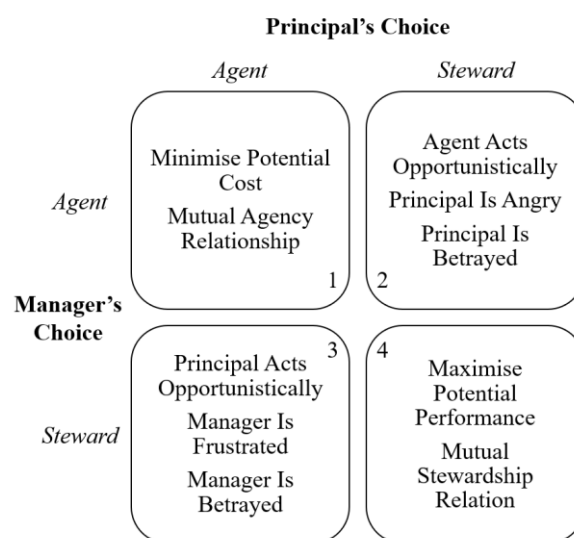 Principal's Choice
Agent
Steward
Agent
Minimise Potential
Cost
Mutual Agency
Relationship
1
Agent Acts
Opportunistically
Principal Is Angry
Principal Is
Betrayed
2
Manager's
Choice
Steward
Principal Acts
Opportunistically
Manager Is
Frustrated
Manager Is
Betrayed
3
4
Maximise
Potential
Performance
Mutual
Stewardship
Relation